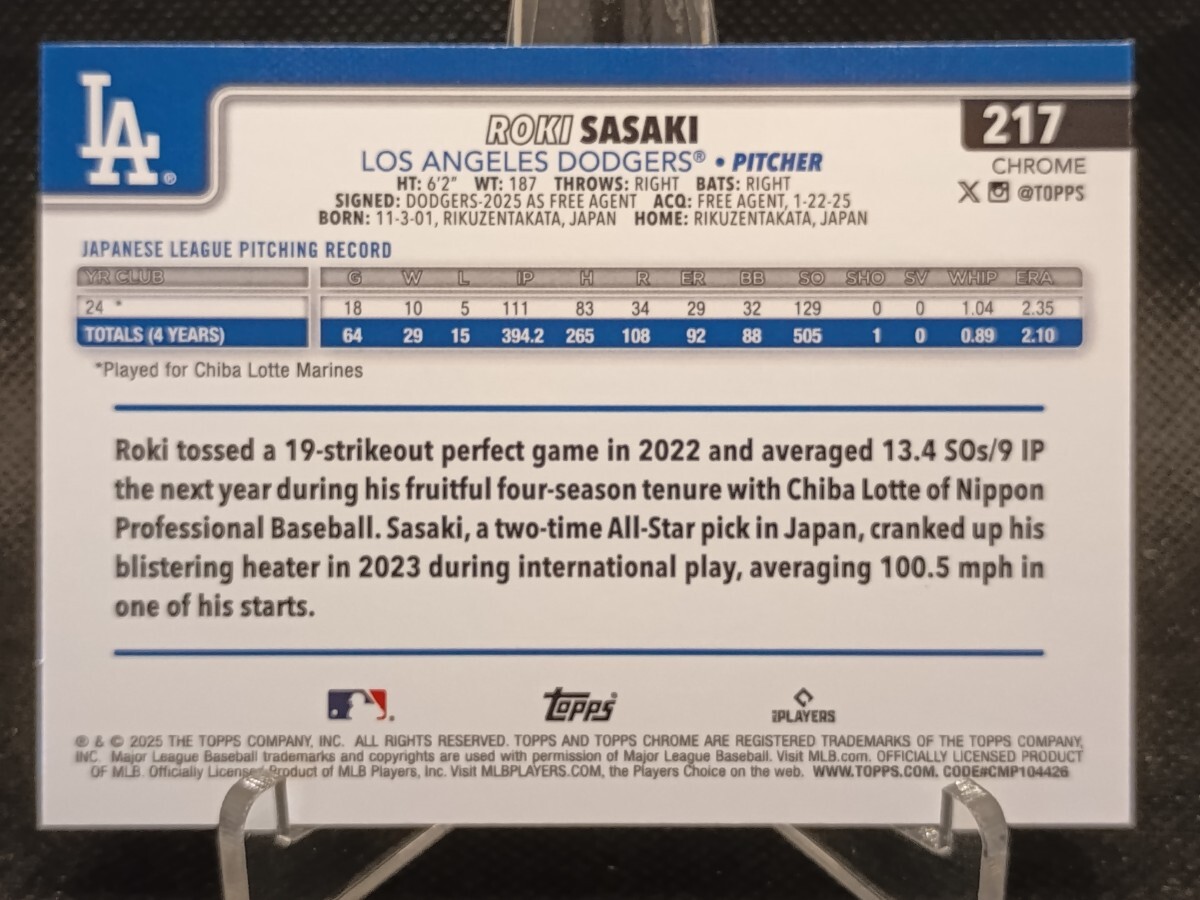 LA®
217
ROKI SASAKI
LOS ANGELES DODGERS® • PITCHER
CHROME
HT: 6'2" WT: 187 THROWS: RIGHT BATS: RIGHT
X @TOPPS
SIGNED: DODGERS-2025 AS FREE AGENT ACQ: FREE AGENT, 1-22-25
BORN: 11-3-01, RIKUZENTAKATA, JAPAN HOME: RIKUZENTAKATA, JAPAN
JAPANESE LEAGUE PITCHING RECORD
YR CLUB G W L IP H R ER BB SO SHO SV WHIP ERA
24 * 18 10 5 111 83 34 29 32 129 0 0 1.04 2.35
TOTALS (4 YEARS) 64 29 15 394.2 265 108 92 88 505 1 0 0.89 2.10
*Played for Chiba Lotte Marines
Roki tossed a 19-strikeout perfect game in 2022 and averaged 13.4 SOs/9 IP
the next year during his fruitful four-season tenure with Chiba Lotte of Nippon
Professional Baseball. Sasaki, a two-time All-Star pick in Japan, cranked up his
blistering heater in 2023 during international play, averaging 100.5 mph in
one of his starts.
topps
PLAYERS
® & © 2025 THE TOPPS COMPANY, INC. ALL RIGHTS RESERVED. TOPPS AND TOPPS CHROME ARE REGISTERED TRADEMARKS OF THE TOPPS COMPANY,
INC. Major League Baseball trademarks and copyrights are used with permission of Major League Baseball. Visit MLB.com. OFFICIALLY LICENSED PRODUCT
OF MLB. Officially Licensed Product of MLB Players, Inc. Visit MLBPLAYERS.COM, the Players Choice on the web. WWW.TOPPS.COM. CODE#CMP104426